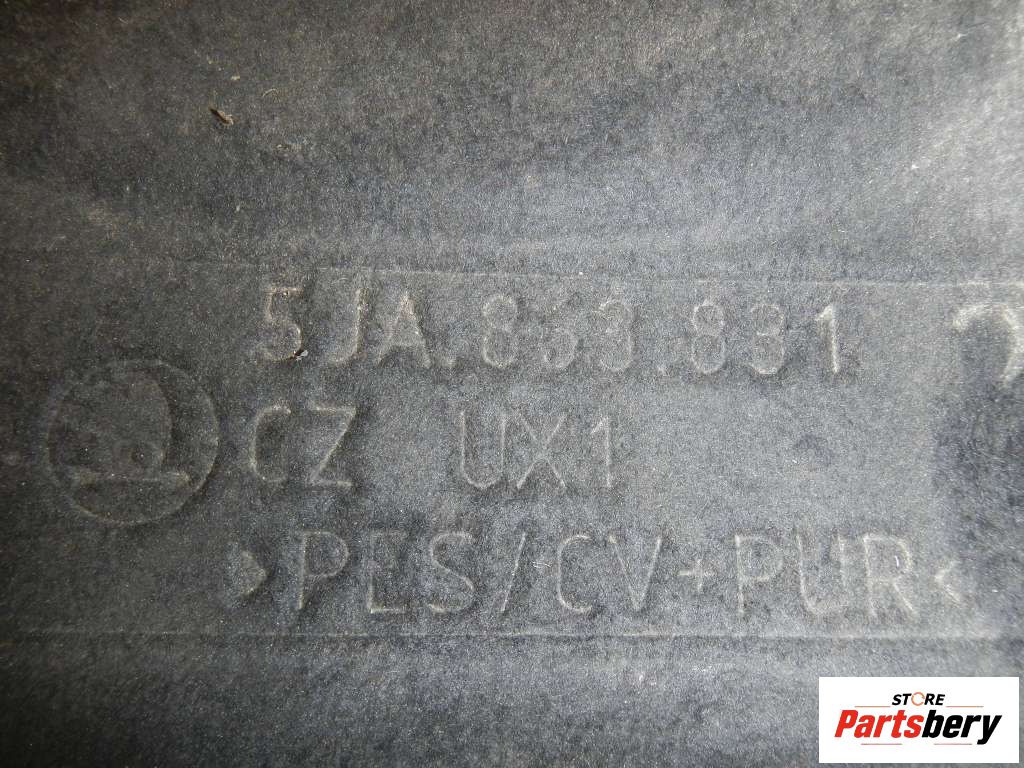 5JA.863.831
CZ UX1
>PES/CV+PUR<
STORE
Partsbery